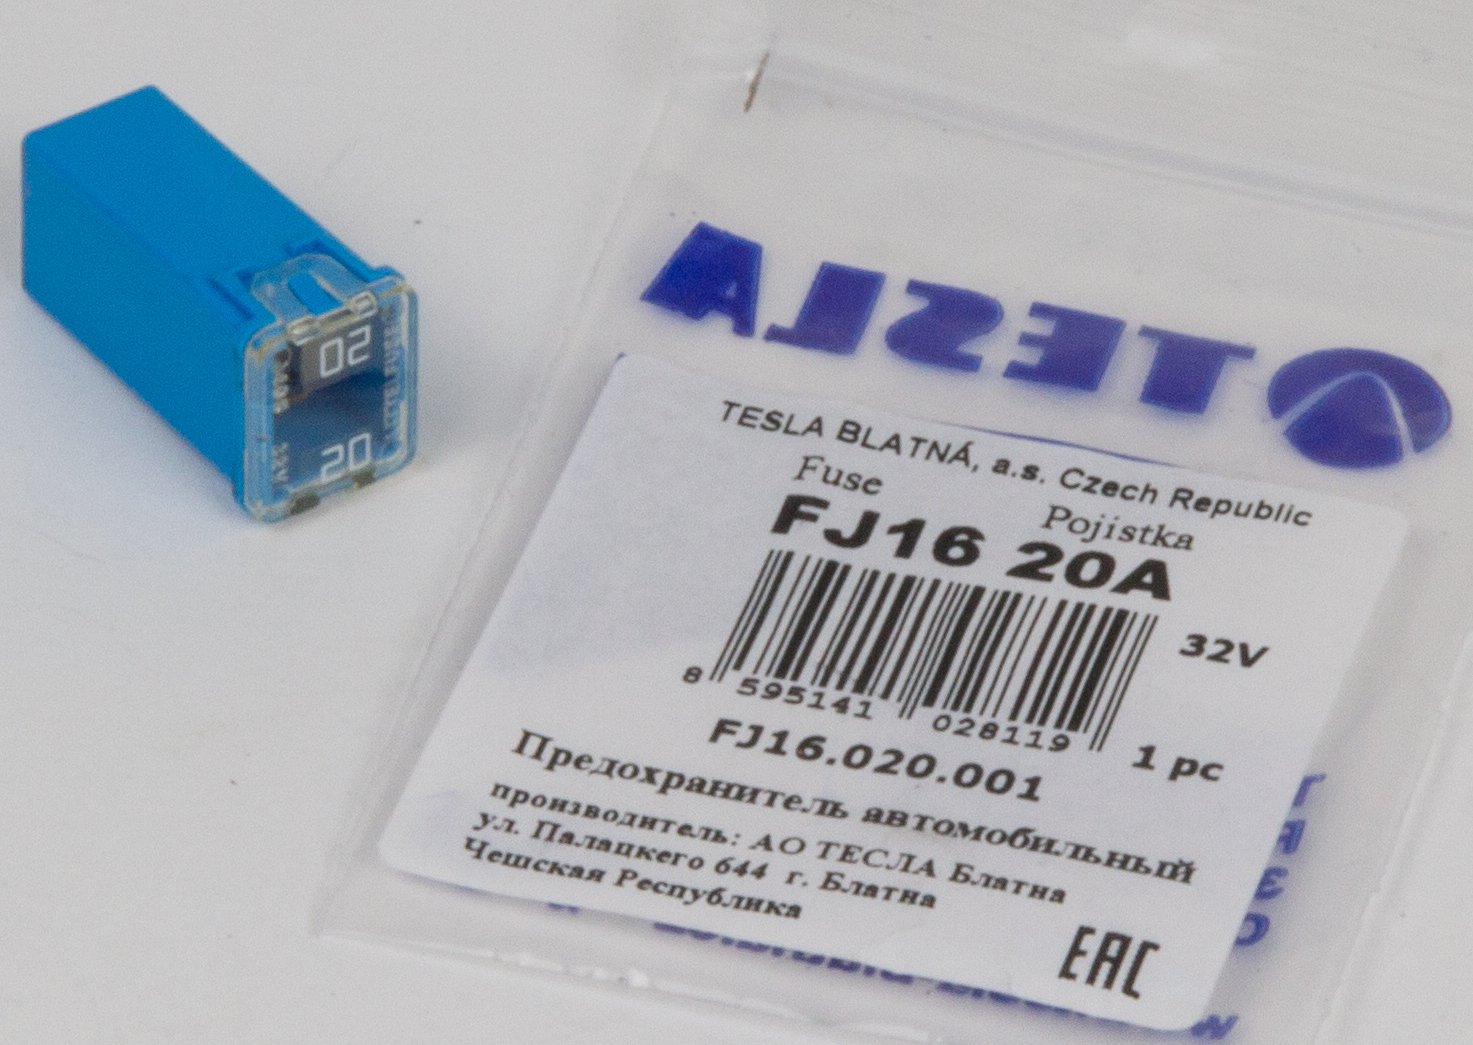 20
20
32V
TESLA
TESLA BLATNÁ, a.s. Czech Republic
Fuse
Pojistka
FJ16 20A
32V
8 595141 028119
FJ16.020.001
1 pc
Предохранитель автомобильный
производитель: АО ТЕСЛА Блатна
ул. Палацкего 644 г. Блатна
Чешская Республика
EAC